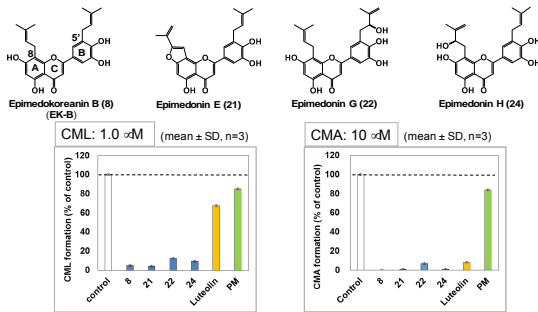 8
5'
B
OH
OH
O
HO
A
C
OH
O
Epimedokoreanin B (8)
(EK-B)
O
O
B
OH
OH
OH
O
Epimedonin E (21)
OH
OH
OH
O
HO
OH
O
Epimedonin G (22)
OH
OH
OH
O
HO
OH
O
Epimedonin H (24)
CML: 1.0 ∝M
(mean ± SD, n=3)
CML formation (% of control)
120
100
80
60
40
20
0
control
8
21
22
24
Luteolin
PM
CMA: 10 ∝M
(mean ± SD, n=3)
CMA formation (% of control)
120
100
80
60
40
20
0
Control
8
21
22
24
Luteolin
PM